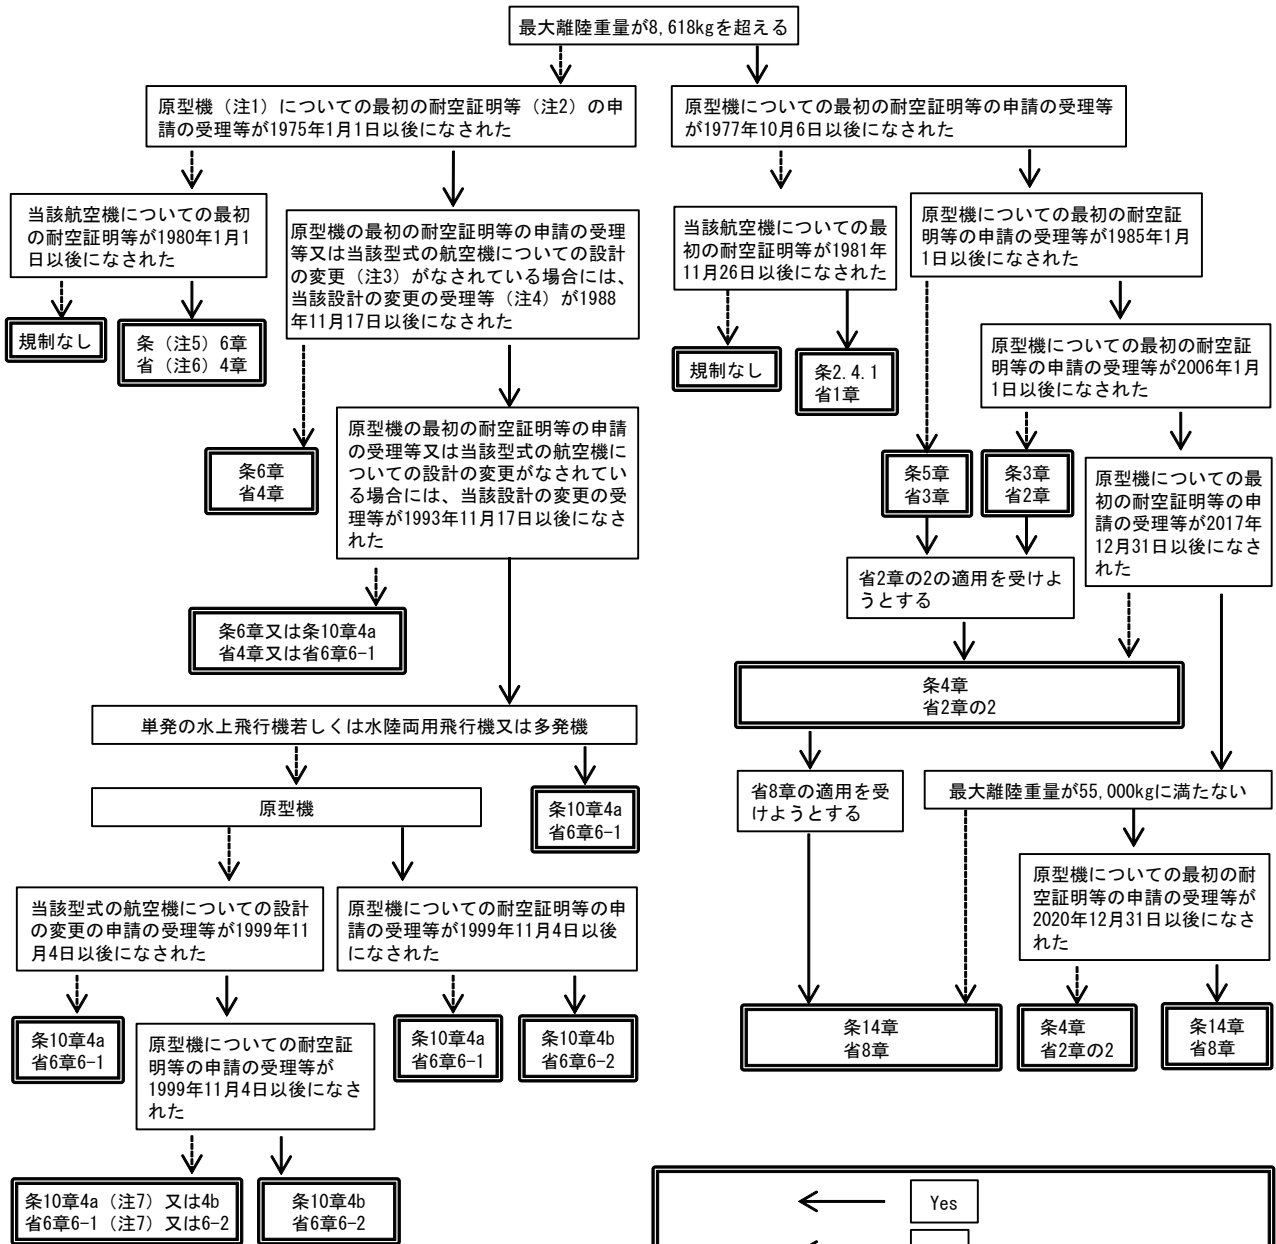 最大離陸重量が8,618kgを超える
原型機（注1）についての最初の耐空証明等（注2）の申
請の受理等が1975年1月1日以後になされた
原型機についての最初の耐空証明等の申請の受理等
が1977年10月6日以後になされた
当該航空機についての最初
の耐空証明等が1980年1月1
日以後になされた
原型機の最初の耐空証明等の申請の受理
等又は当該型式の航空機についての設計
の変更（注3）がなされている場合には、
当該設計の変更の受理等（注4）が1988
年11月17日以後になされた
当該航空機についての最
初の耐空証明等が1981年
11月26日以後になされた
原型機についての最初の耐空証
明等の申請の受理等が1985年1月
1日以後になされた
規制なし
条（注5）6章
省（注6）4章
規制なし
条2.4.1
省1章
原型機についての最初の耐空証
明等の申請の受理等が2006年1月
1日以後になされた
条6章
省4章
原型機の最初の耐空証明等の申請
の受理等又は当該型式の航空機に
ついての設計の変更がなされてい
る場合には、当該設計の変更の受
理等が1993年11月17日以後になさ
れた
条5章
省3章
条3章
省2章
原型機についての最
初の耐空証明等の申
請の受理等が2017年
12月31日以後になさ
れた
省2章の2の適用を受けよ
うとする
条6章又は条10章4a
省4章又は省6章6-1
条4章
省2章の2
単発の水上飛行機若しくは水陸両用飛行機又は多発機
原型機
条10章4a
省6章6-1
省8章の適用を受
けようとする
最大離陸重量が55,000kgに満たない
当該型式の航空機についての設計
の変更の申請の受理等が1999年11
月4日以後になされた
原型機についての耐空証明等の申
請の受理等が1999年11月4日以後
になされた
原型機についての最初の耐
空証明等の申請の受理等が
2020年12月31日以後になさ
れた
条10章4a
省6章6-1
原型機についての耐空証
明等の申請の受理等が
1999年11月4日以後になさ
れた
条10章4a
省6章6-1
条10章4b
省6章6-2
条14章
省8章
条4章
省2章の2
条14章
省8章
条10章4a（注7）又は4b
省6章6-1（注7）又は6-2
条10章4b
省6章6-2
Yes